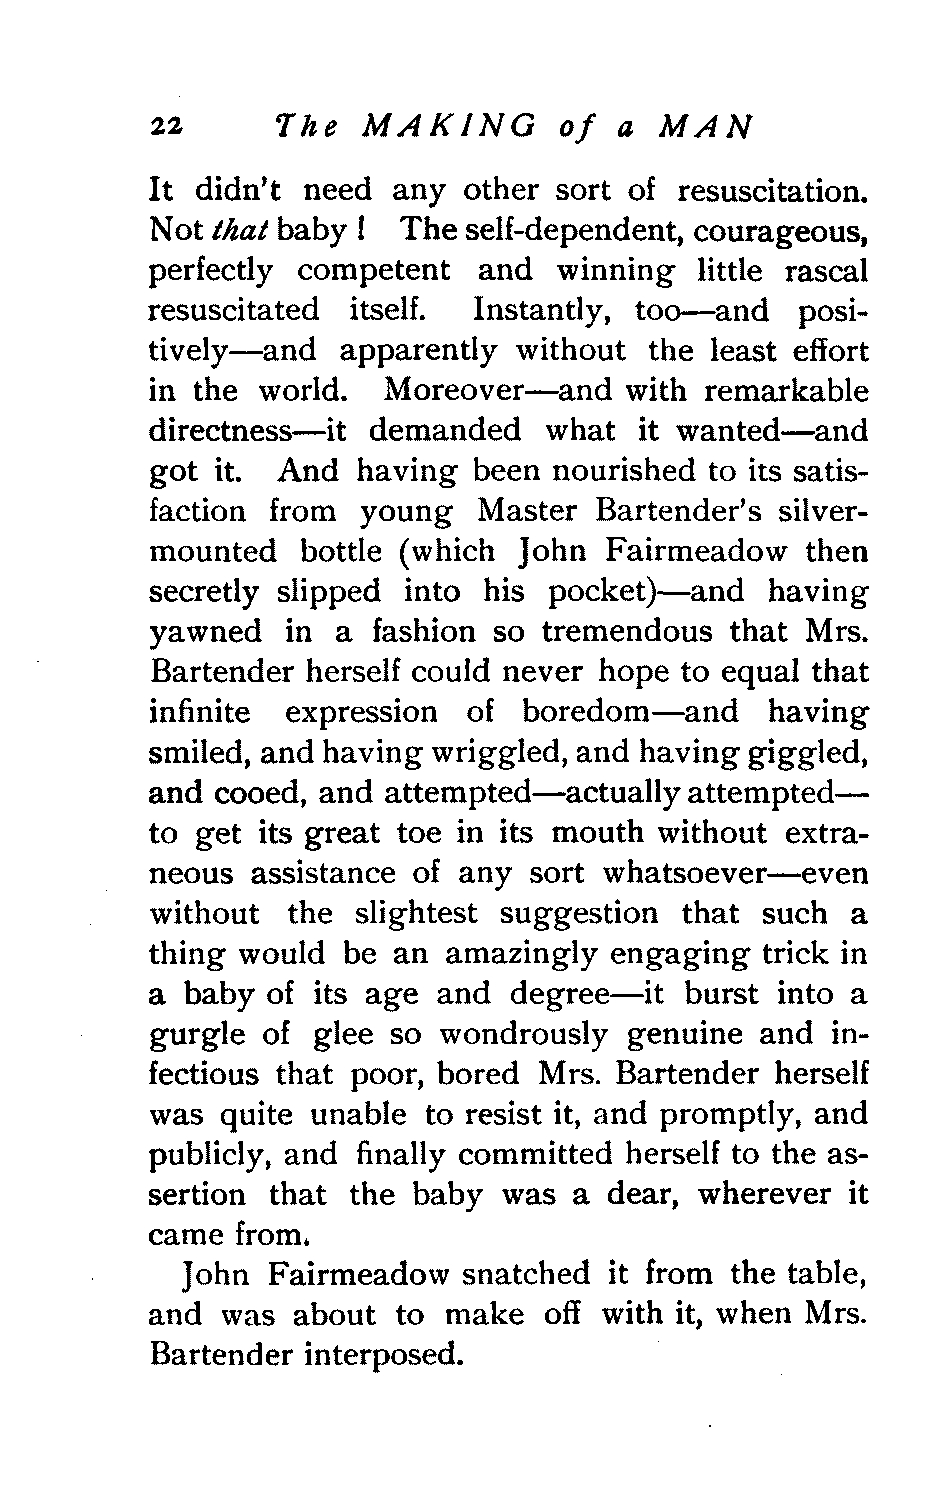 22 The MAKING of a MAN
It didn't need any other sort of resuscitation.
Not that baby! The self-dependent, courageous,
perfectly competent and winning little rascal
resuscitated itself. Instantly, too—and posi-
tively—and apparently without the least effort
in the world. Moreover—and with remarkable
directness—it demanded what it wanted—and
got it. And having been nourished to its satis-
faction from young Master Bartender's silver-
mounted bottle (which John Fairmeadow then
secretly slipped into his pocket)—and having
yawned in a fashion so tremendous that Mrs.
Bartender herself could never hope to equal that
infinite expression of boredom—and having
smiled, and having wriggled, and having giggled,
and cooed, and attempted—actually attempted—
to get its great toe in its mouth without extra-
neous assistance of any sort whatsoever—even
without the slightest suggestion that such a
thing would be an amazingly engaging trick in
a baby of its age and degree—it burst into a
gurgle of glee so wondrously genuine and in-
fectious that poor, bored Mrs. Bartender herself
was quite unable to resist it, and promptly, and
publicly, and finally committed herself to the as-
sertion that the baby was a dear, wherever it
came from.
John Fairmeadow snatched it from the table,
and was about to make off with it, when Mrs.
Bartender interposed.